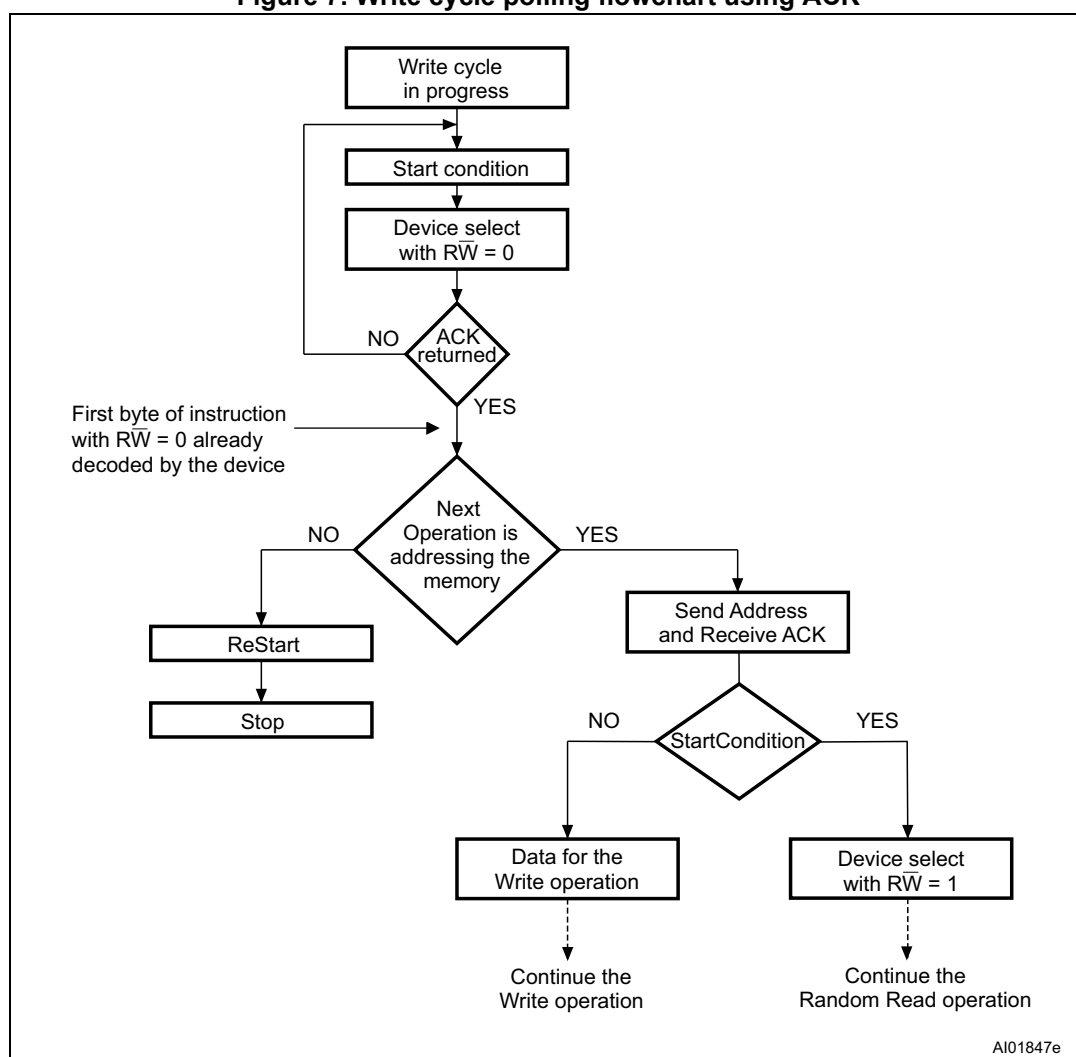 Figure 7. Write cycle polling flowchart using ACK
Write cycle
in progress
Start condition
Device select
with RW̅ = 0
NO
ACK
returned
YES
First byte of instruction
with RW̅ = 0 already
decoded by the device
Next
Operation is
addressing the
memory
NO
YES
Send Address
and Receive ACK
ReStart
Stop
NO
YES
StartCondition
Data for the
Write operation
Device select
with RW̅ = 1
Continue the
Write operation
Continue the
Random Read operation
AI01847e